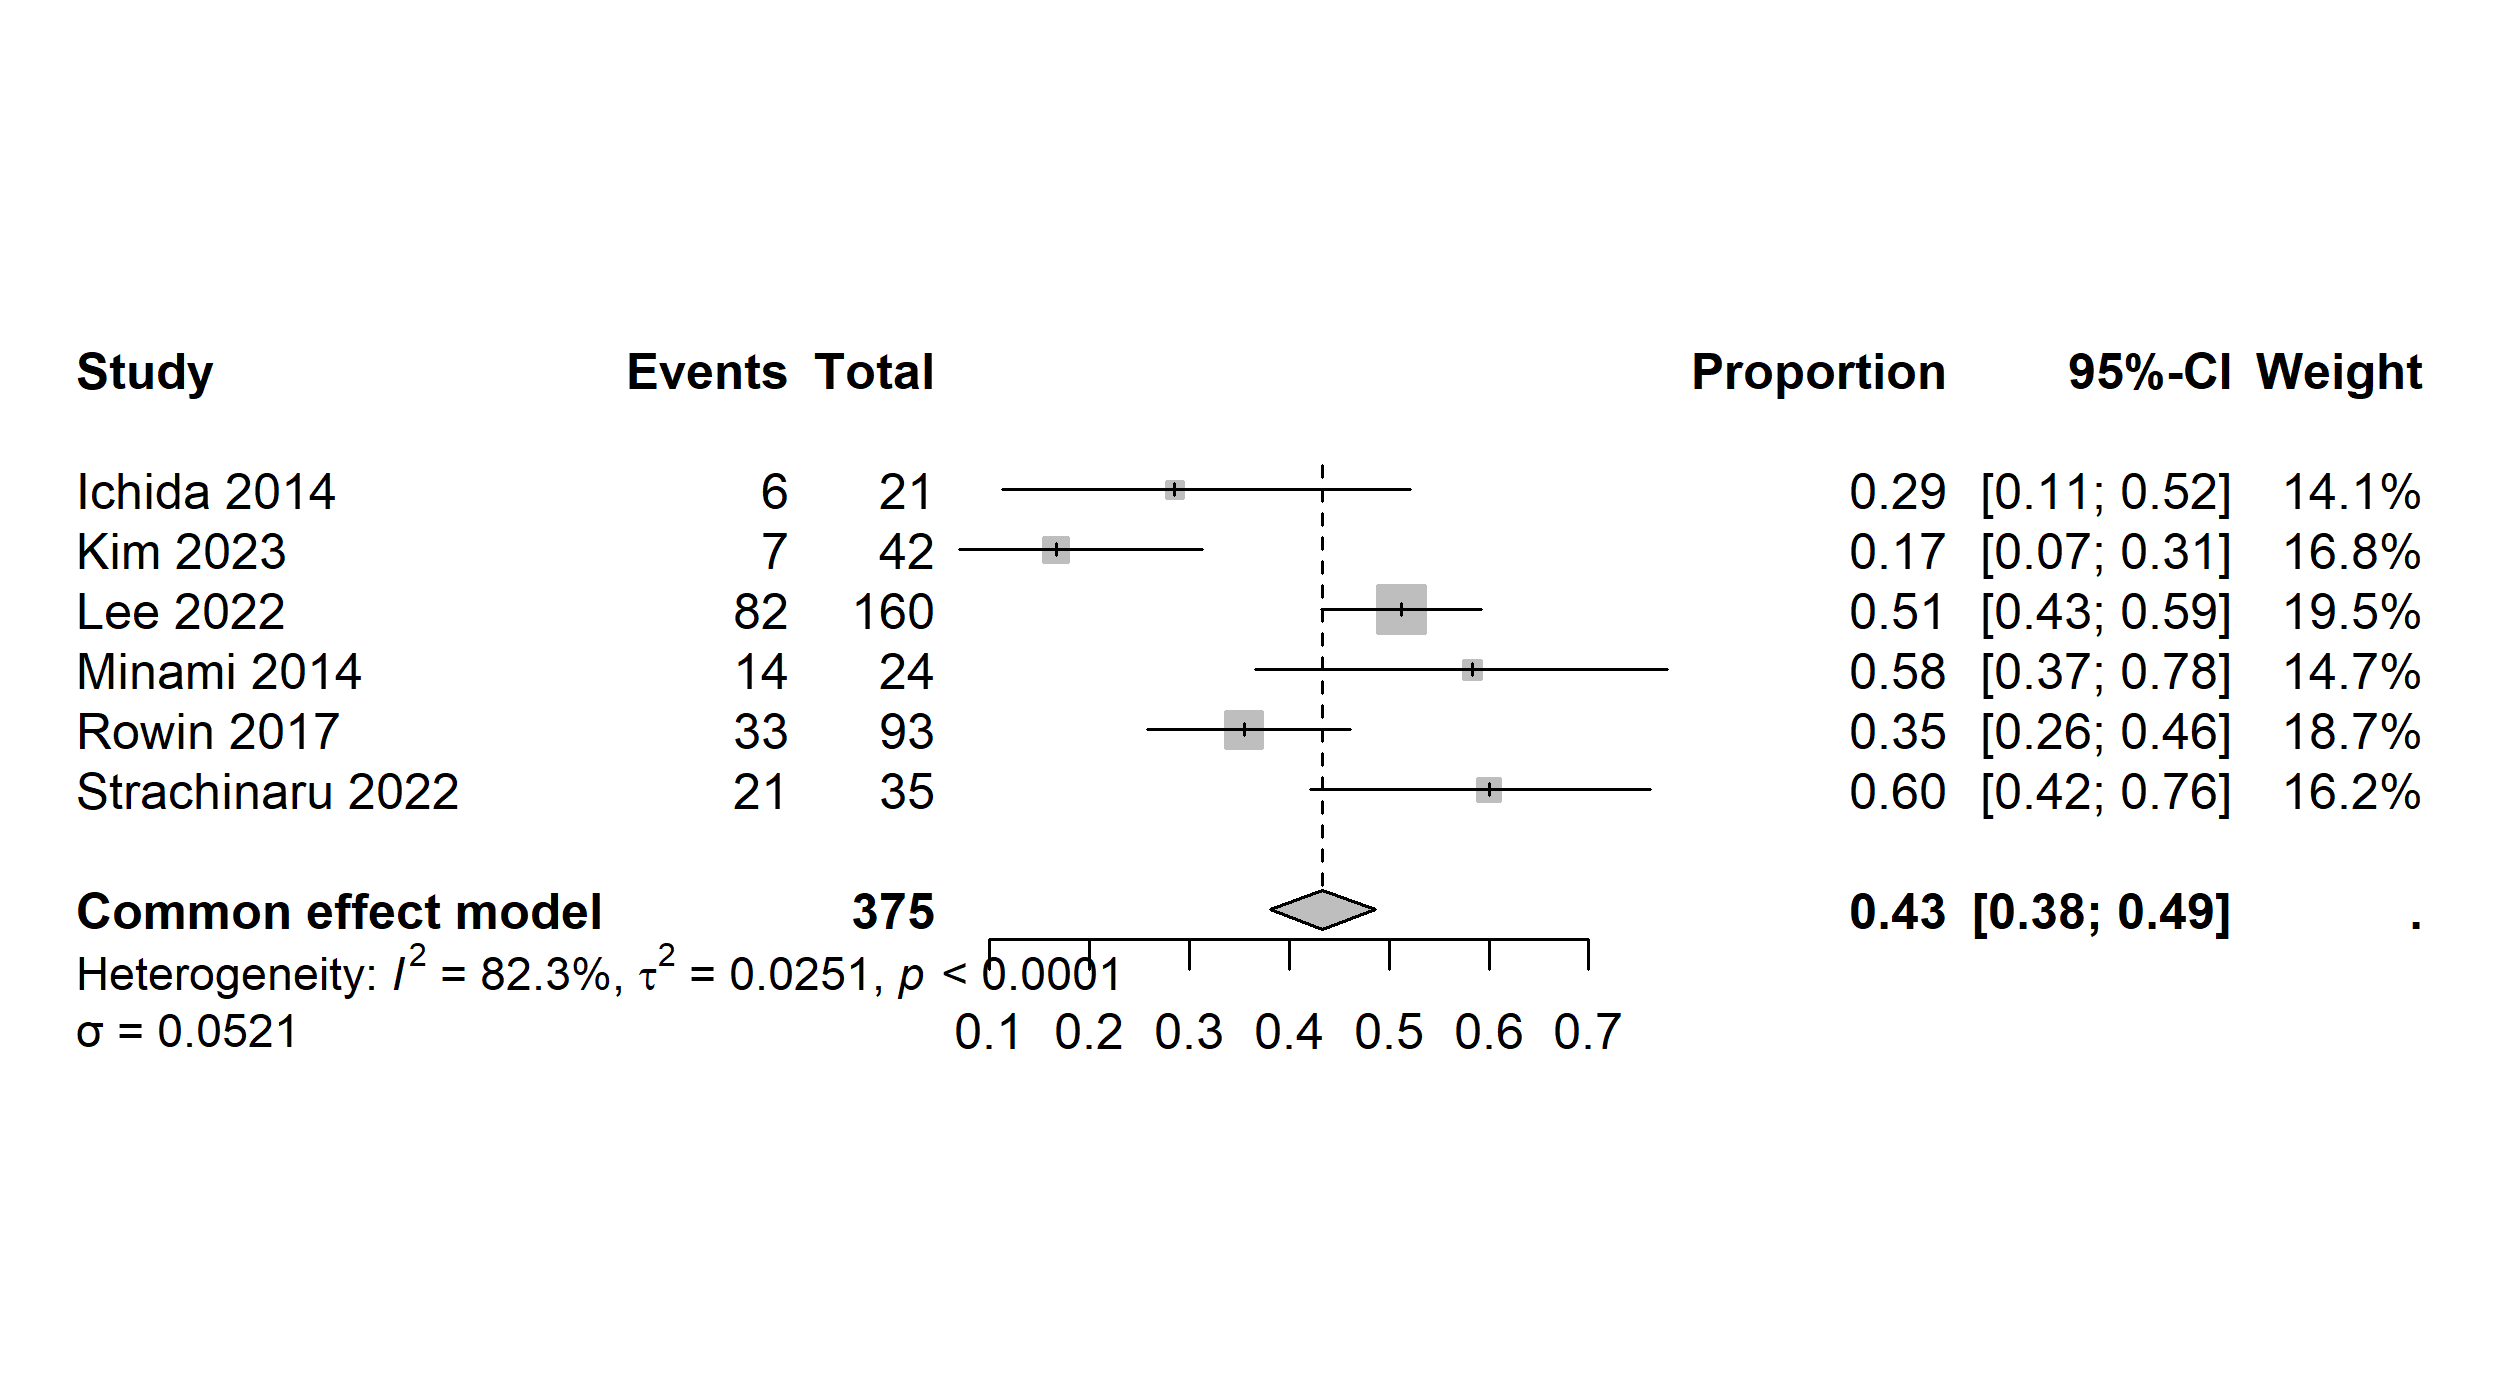 Study Events Total Proportion 95%-CI Weight
Ichida 2014 6 21 0.29 [0.11; 0.52] 14.1%
Kim 2023 7 42 0.17 [0.07; 0.31] 16.8%
Lee 2022 82 160 0.51 [0.43; 0.59] 19.5%
Minami 2014 14 24 0.58 [0.37; 0.78] 14.7%
Rowin 2017 33 93 0.35 [0.26; 0.46] 18.7%
Strachinaru 2022 21 35 0.60 [0.42; 0.76] 16.2%
Common effect model 375 0.43 [0.38; 0.49] .
Heterogeneity: I² = 82.3%, τ² = 0.0251, p < 0.0001
σ = 0.0521
0.1 0.2 0.3 0.4 0.5 0.6 0.7